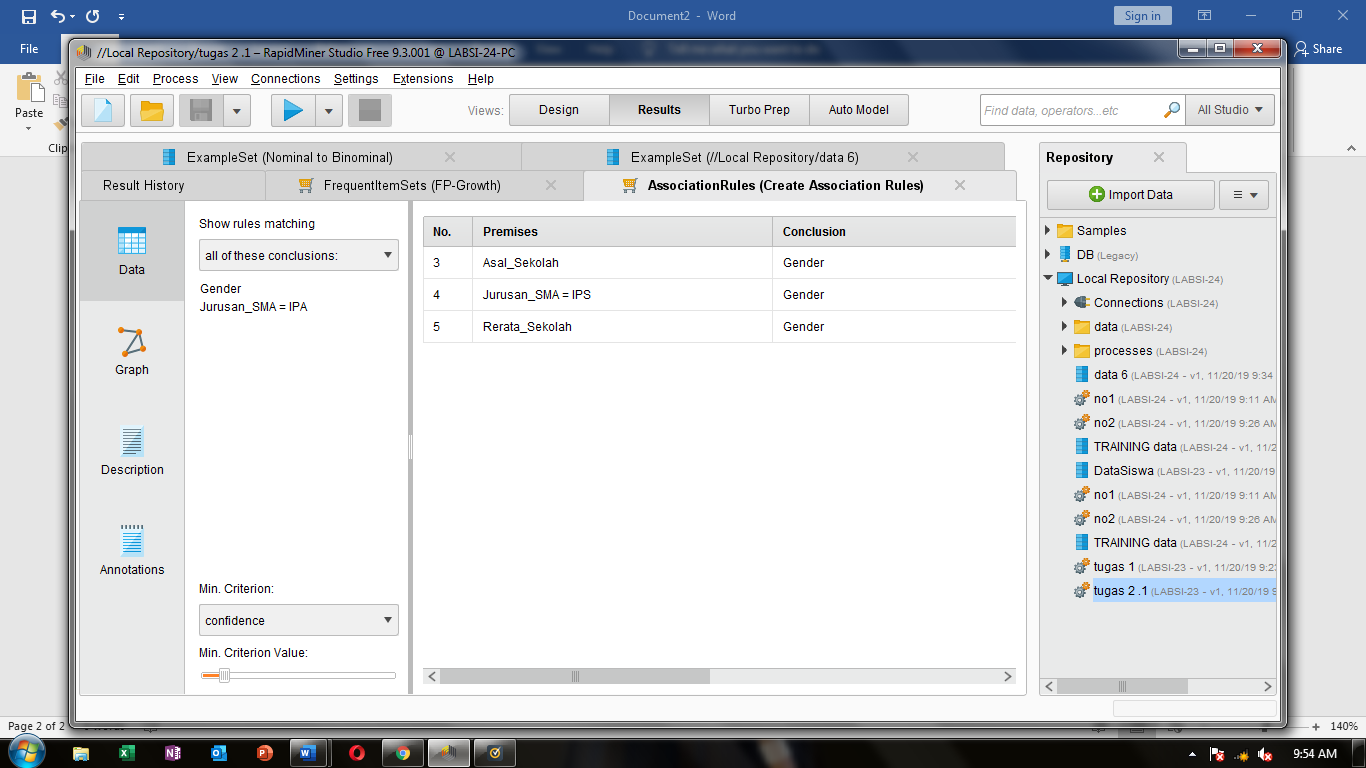 Document2 - Word
Sign in
File
Share
Paste
Clip
//Local Repository/tugas 2 .1 – RapidMiner Studio Free 9.3.001 @ LABSI-24-PC
File Edit Process View Connections Settings Extensions Help
Views: Design Results Turbo Prep Auto Model
Find data, operators...etc
All Studio
ExampleSet (Nominal to Binominal)
ExampleSet (//Local Repository/data 6)
Result History
FrequentItemSets (FP-Growth)
AssociationRules (Create Association Rules)
Data
Graph
Description
Annotations
Show rules matching
all of these conclusions:
Gender
Jurusan_SMA = IPA
Min. Criterion:
confidence
Min. Criterion Value:
No. Premises Conclusion
3 Asal_Sekolah Gender
4 Jurusan_SMA = IPS Gender
5 Rerata_Sekolah Gender
Repository
Import Data
Samples
DB (Legacy)
Local Repository (LABSI-24)
Connections (LABSI-24)
data (LABSI-24)
processes (LABSI-24)
data 6 (LABSI-24 - v1, 11/20/19 9:34
no1 (LABSI-24 - v1, 11/20/19 9:11 AM
no2 (LABSI-24 - v1, 11/20/19 9:26 AM
TRAINING data (LABSI-24 - v1, 11/2
DataSiswa (LABSI-23 - v1, 11/20/19
no1 (LABSI-24 - v1, 11/20/19 9:11 AM
no2 (LABSI-24 - v1, 11/20/19 9:26 AM
TRAINING data (LABSI-24 - v1, 11/2
tugas 1 (LABSI-23 - v1, 11/20/19 9:23
tugas 2 .1 (LABSI-23 - v1, 11/20/19 9
Page 2 of 2
140%
9:54 AM